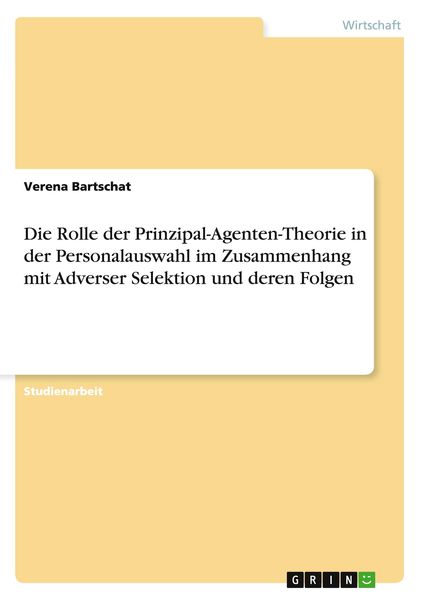 Wirtschaft
Verena Bartschat
Die Rolle der Prinzipal-Agenten-Theorie in
der Personalauswahl im Zusammenhang
mit Adverser Selektion und deren Folgen
Studienarbeit
GRIN